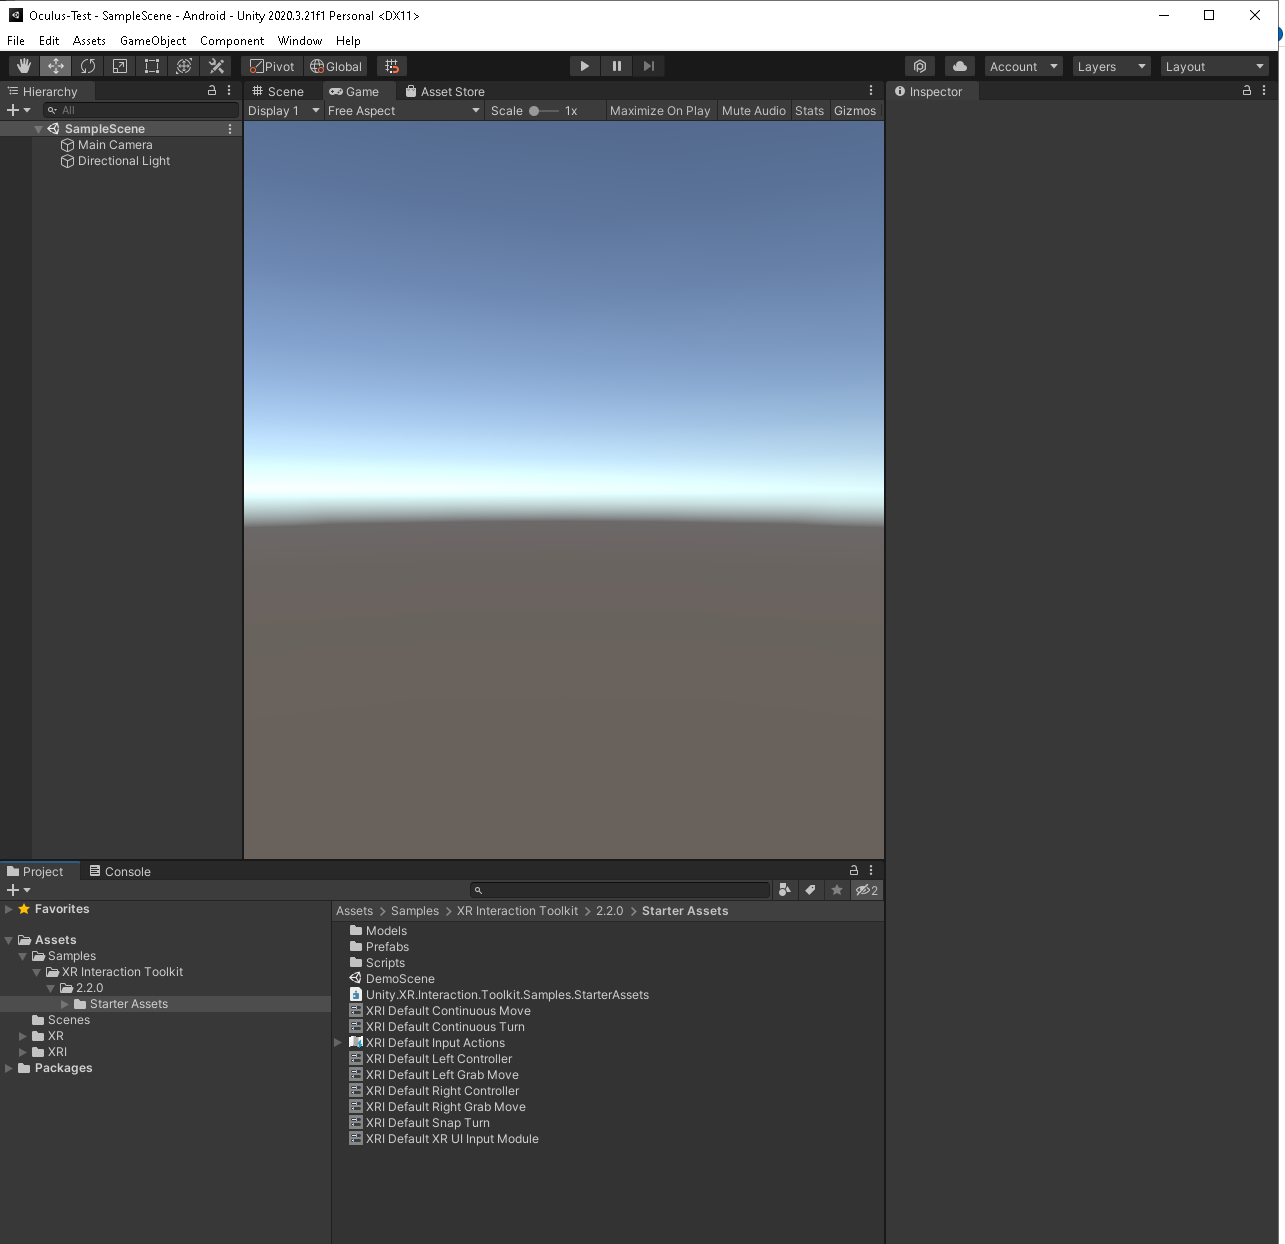 Oculus-Test - SampleScene - Android - Unity 2020.3.21f1 Personal <DX11>
File Edit Assets GameObject Component Window Help
Pivot Global Account Layers Layout
Hierarchy Scene Game Asset Store Inspector
All Display 1 Free Aspect Scale 1x Maximize On Play Mute Audio Stats Gizmos
SampleScene
Main Camera
Directional Light
Project Console
2
Favorites
Assets
Samples
XR Interaction Toolkit
2.2.0
Starter Assets
Scenes
XR
XRI
Packages
Assets > Samples > XR Interaction Toolkit > 2.2.0 > Starter Assets
Models
Prefabs
Scripts
DemoScene
Unity.XR.Interaction.Toolkit.Samples.StarterAssets
XRI Default Continuous Move
XRI Default Continuous Turn
XRI Default Input Actions
XRI Default Left Controller
XRI Default Left Grab Move
XRI Default Right Controller
XRI Default Right Grab Move
XRI Default Snap Turn
XRI Default XR UI Input Module